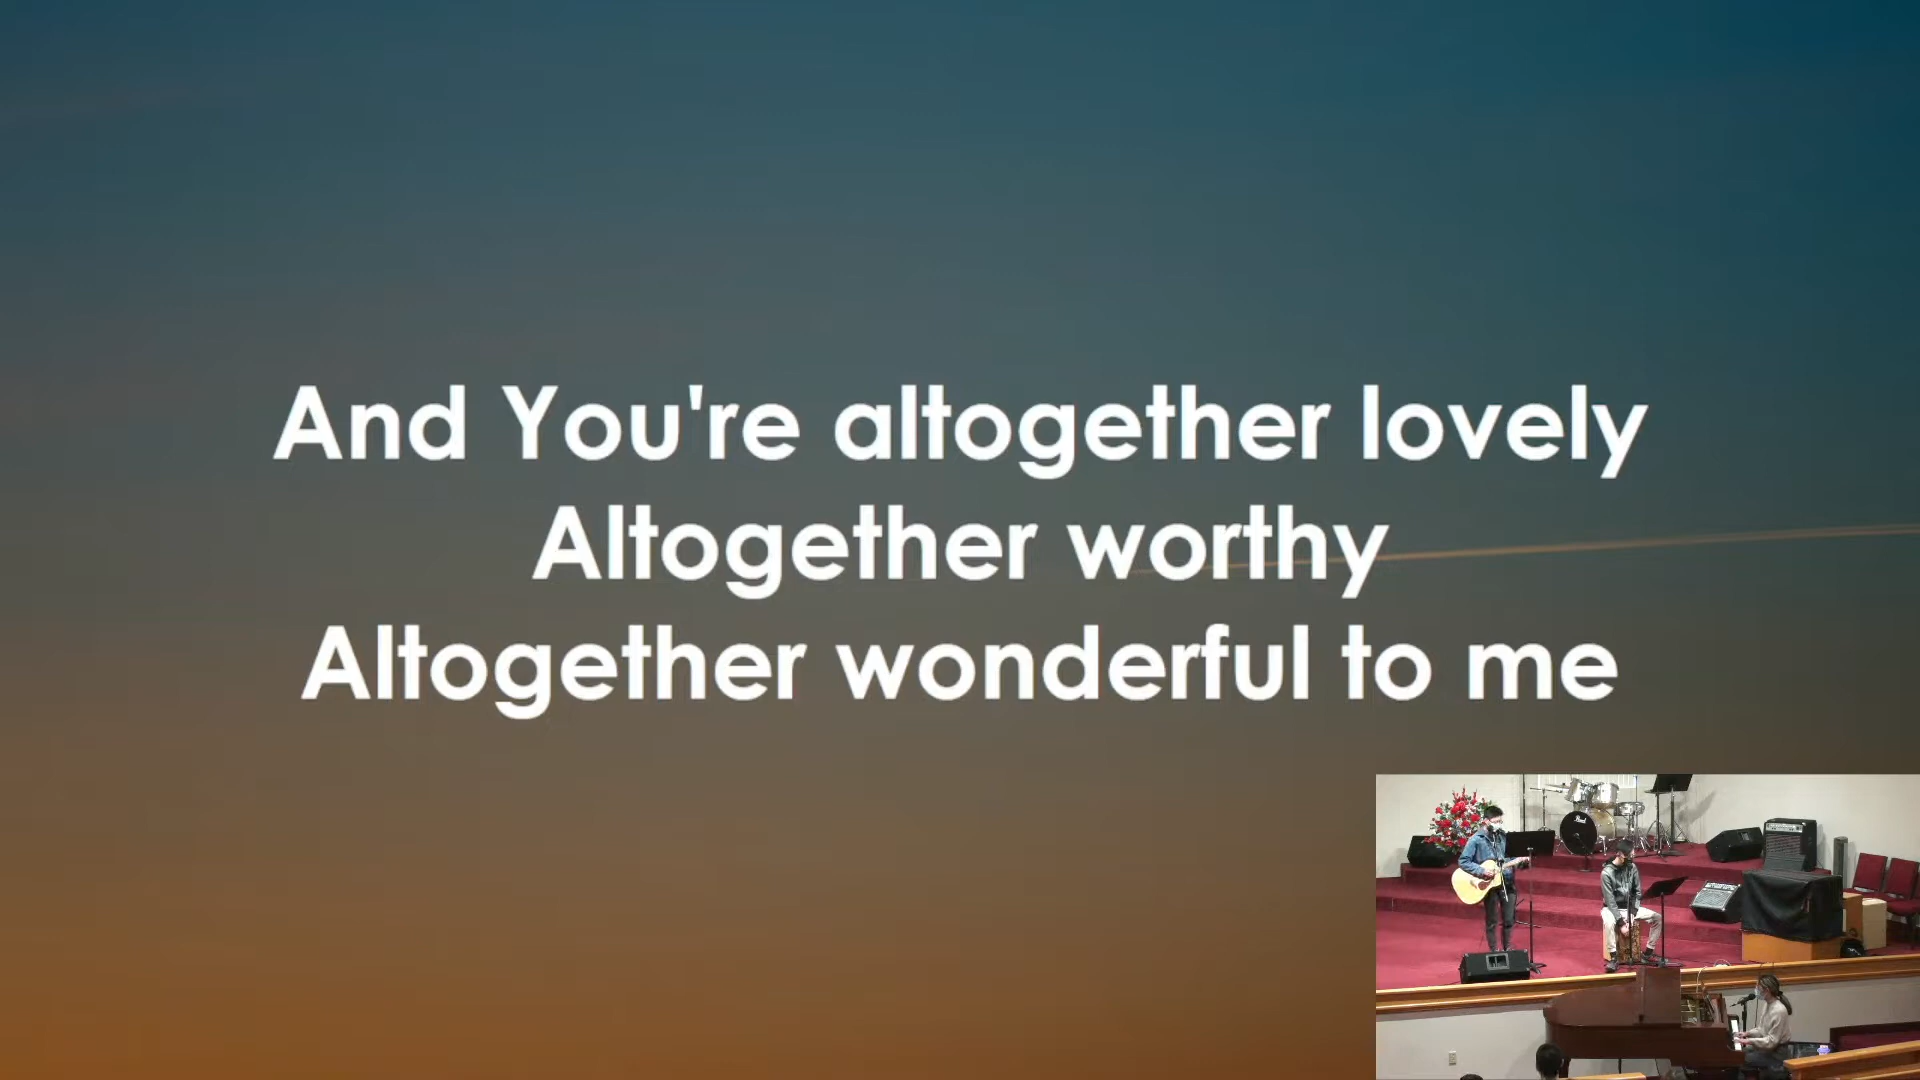 And You're altogether lovely
Altogether worthy
Altogether wonderful to me